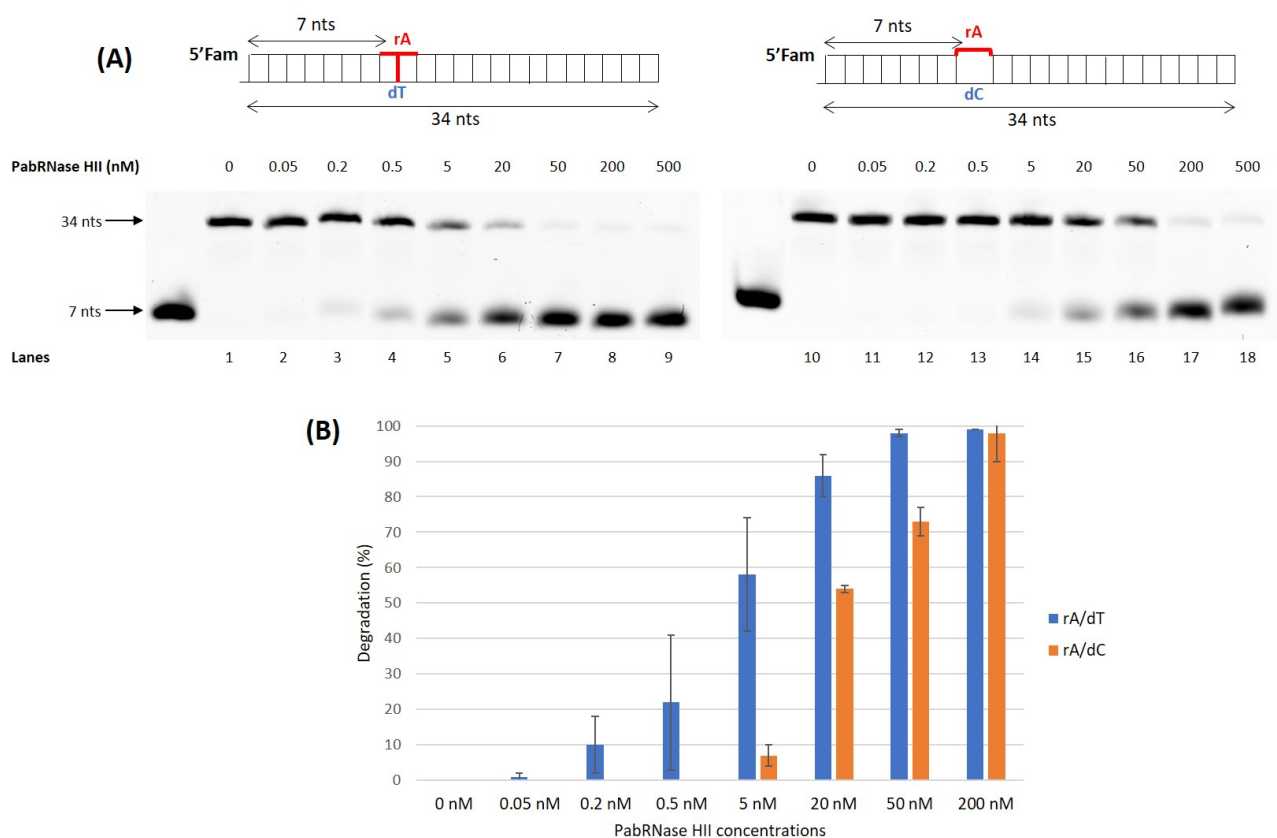 (A)
7 nts
5'Fam
rA
dT
34 nts
7 nts
5'Fam
rA
dC
34 nts
PabRNase HII (nM) 0 0.05 0.2 0.5 5 20 50 200 500
0 0.05 0.2 0.5 5 20 50 200 500
34 nts
7 nts
Lanes 1 2 3 4 5 6 7 8 9
10 11 12 13 14 15 16 17 18
(B)
100
90
80
70
60
50
40
30
20
10
0
Degradation (%)
0 nM 0.05 nM 0.2 nM 0.5 nM 5 nM 20 nM 50 nM 200 nM
PabRNase HII concentrations
rA/dT
rA/dC